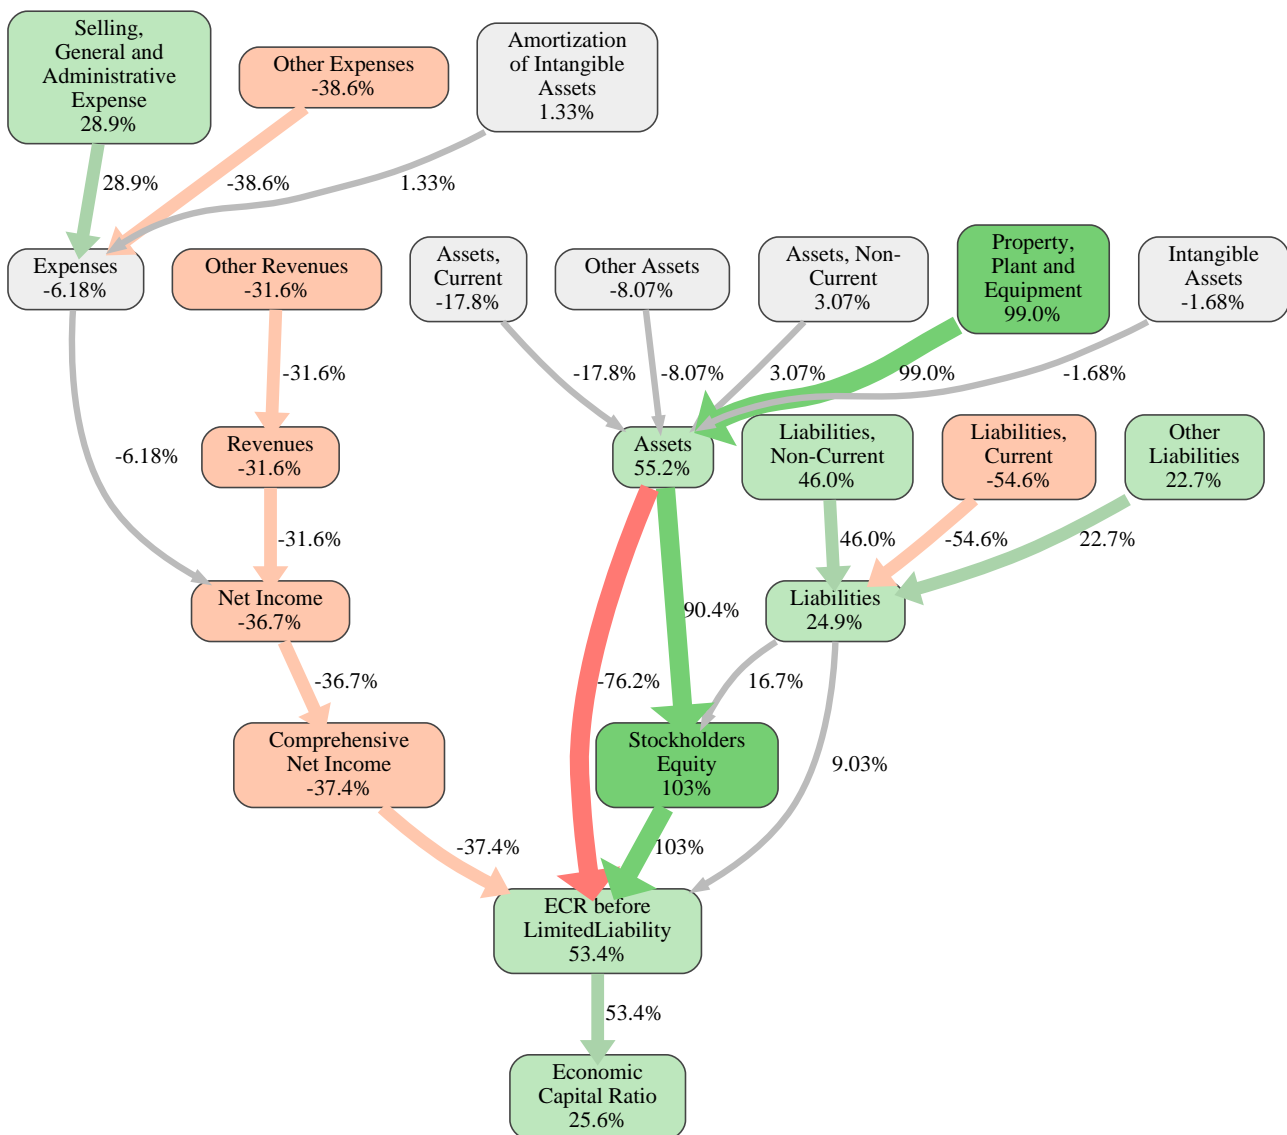 Selling,
General and
Administrative
Expense
28.9%
Other Expenses
-38.6%
Amortization
of Intangible
Assets
1.33%
28.9%
-38.6%
1.33%
Expenses
-6.18%
Other Revenues
-31.6%
Assets,
Current
-17.8%
Other Assets
-8.07%
Assets, Non-
Current
3.07%
Property,
Plant and
Equipment
99.0%
Intangible
Assets
-1.68%
-31.6%
-17.8%
-8.07%
3.07%
99.0%
-1.68%
Revenues
-31.6%
Assets
55.2%
Liabilities,
Non-Current
46.0%
Liabilities,
Current
-54.6%
Other
Liabilities
22.7%
-6.18%
-31.6%
46.0%
-54.6%
22.7%
Net Income
-36.7%
Liabilities
24.9%
90.4%
-36.7%
-76.2%
16.7%
Comprehensive
Net Income
-37.4%
Stockholders
Equity
103%
9.03%
-37.4%
103%
ECR before
LimitedLiability
53.4%
53.4%
Economic
Capital Ratio
25.6%